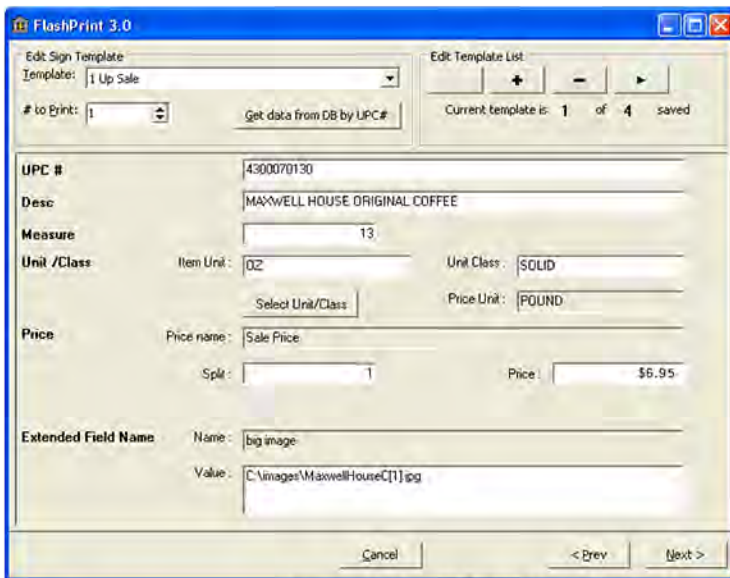 FlashPrint 3.0
Edit Sign Template
Template: 1 Up Sale
# to Print: 1
Get data from DB by UPC#
Edit Template List
+ - ►
Current template is 1 of 4 saved
UPC # 4300070130
Desc MAXWELL HOUSE ORIGINAL COFFEE
Measure 13
Unit /Class Item Unit : OZ Unit Class : SOLID
Select Unit/Class Price Unit : POUND
Price Price name : Sale Price
Split : 1 Price : $6.95
Extended Field Name Name : big image
Value : C:\images\MaxwellHouseC[1].jpg
Cancel < Prev Next >